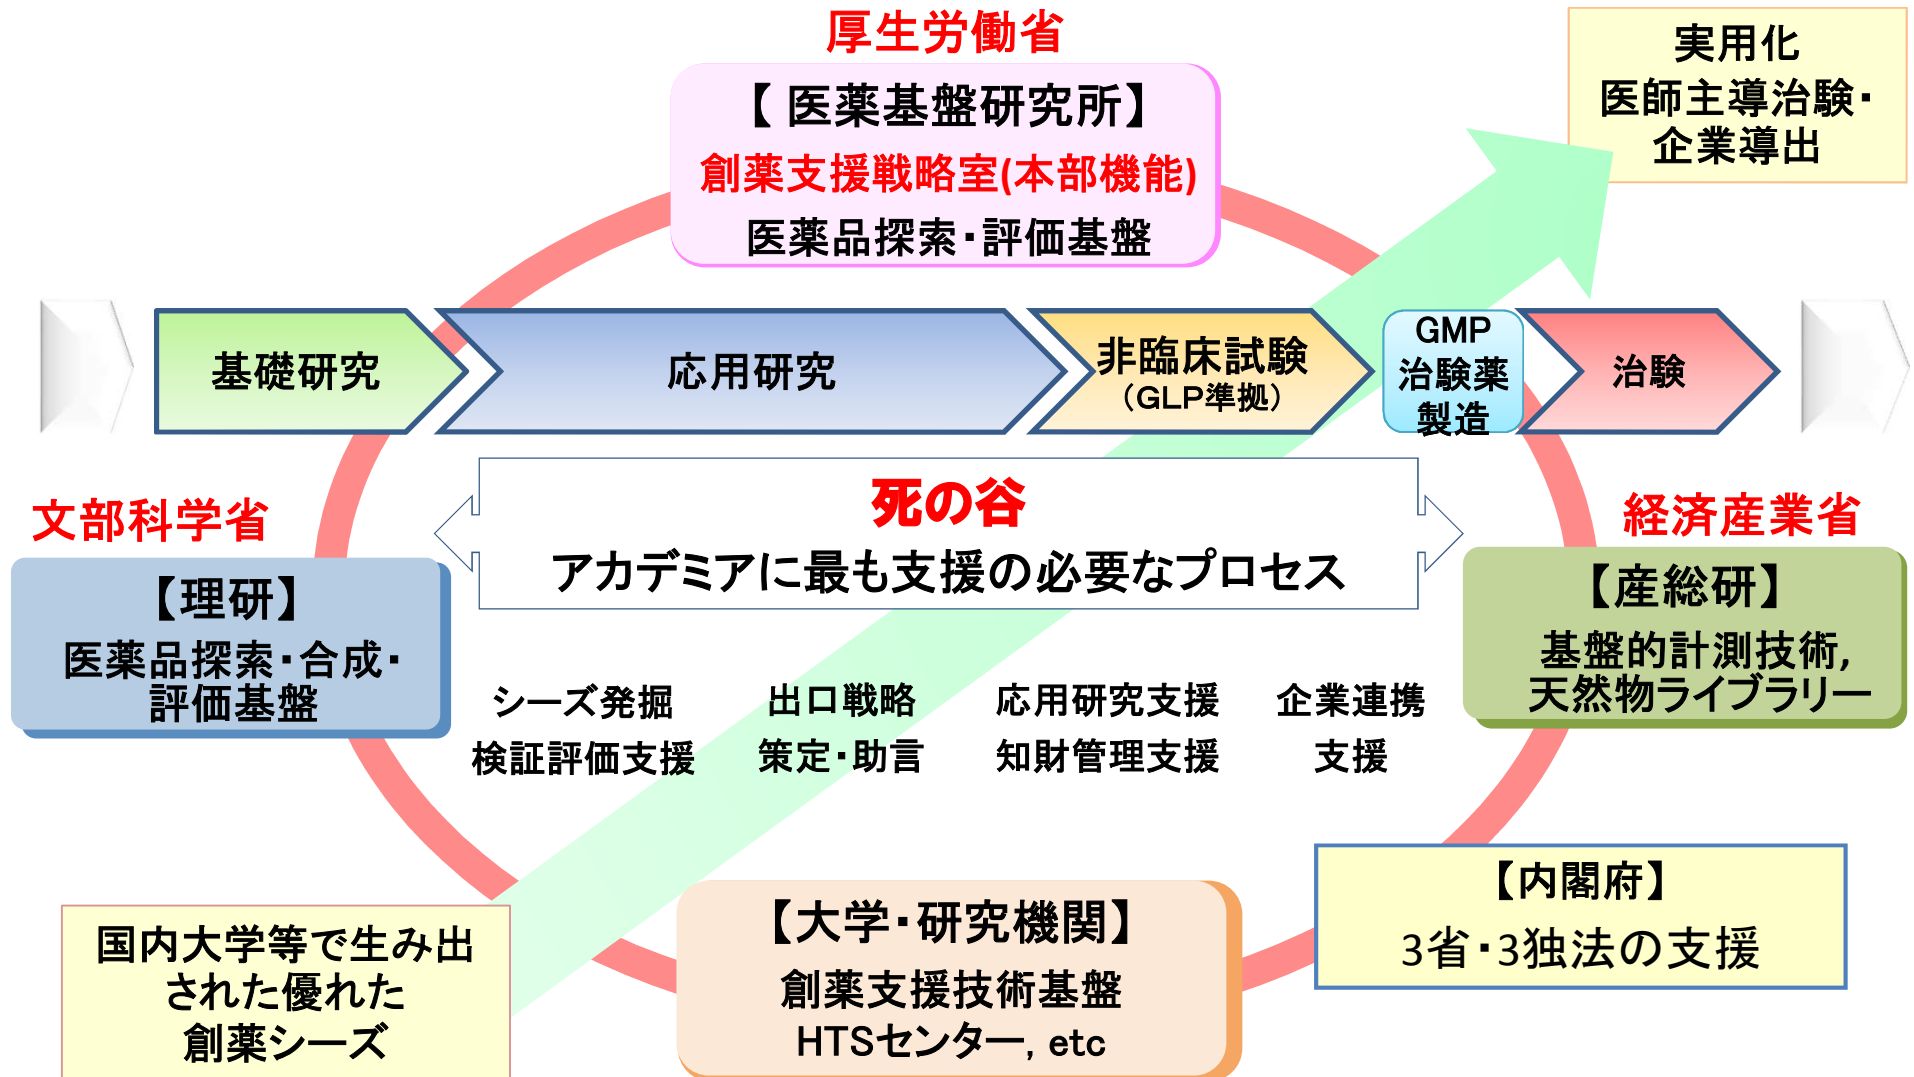 厚生労働省
【 医薬基盤研究所】
創薬支援戦略室(本部機能)
医薬品探索・評価基盤
実用化
医師主導治験・
企業導出
基礎研究
応用研究
非臨床試験
（GLP準拠）
GMP
治験薬
製造
治験
死の谷
アカデミアに最も支援の必要なプロセス
文部科学省
【理研】
医薬品探索・合成・
評価基盤
経済産業省
【産総研】
基盤的計測技術,
天然物ライブラリー
シーズ発掘
検証評価支援
出口戦略
策定・助言
応用研究支援
知財管理支援
企業連携
支援
国内大学等で生み出
された優れた
創薬シーズ
【大学・研究機関】
創薬支援技術基盤
HTSセンター, etc
【内閣府】
3省・3独法の支援